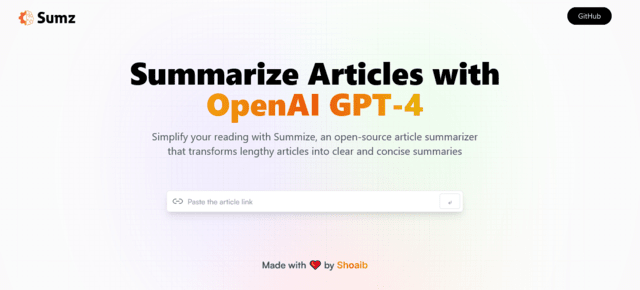 Sumz
GitHub
Summarize Articles with
OpenAI GPT-4
Simplify your reading with Summize, an open-source article summarizer
that transforms lengthy articles into clear and concise summaries
Paste the article link
Made with ❤ by Shoaib